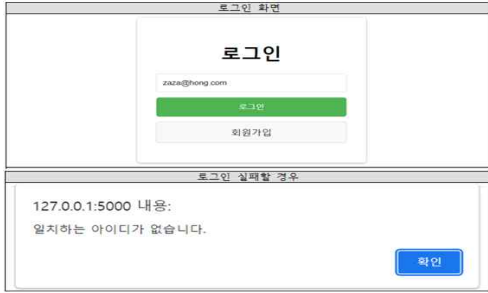 로그인 화면
로그인
zaza@hong.com
로그인
회원가입
로그인 실패할 경우
127.0.0.1:5000 내용:
일치하는 아이디가 없습니다.
확인